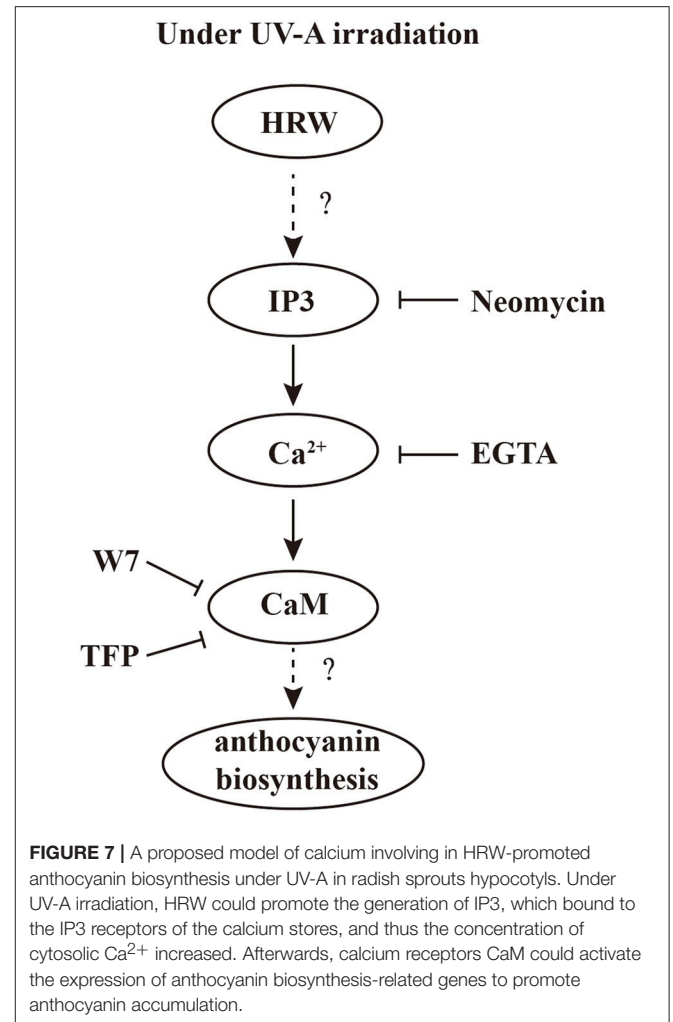 Under UV-A irradiation
HRW
?
IP3
Neomycin
Ca²⁺
EGTA
W7
CaM
TFP
?
anthocyanin
biosynthesis
FIGURE 7 | A proposed model of calcium involving in HRW-promoted
anthocyanin biosynthesis under UV-A in radish sprouts hypocotyls. Under
UV-A irradiation, HRW could promote the generation of IP3, which bound to
the IP3 receptors of the calcium stores, and thus the concentration of
cytosolic Ca²⁺ increased. Afterwards, calcium receptors CaM could activate
the expression of anthocyanin biosynthesis-related genes to promote
anthocyanin accumulation.